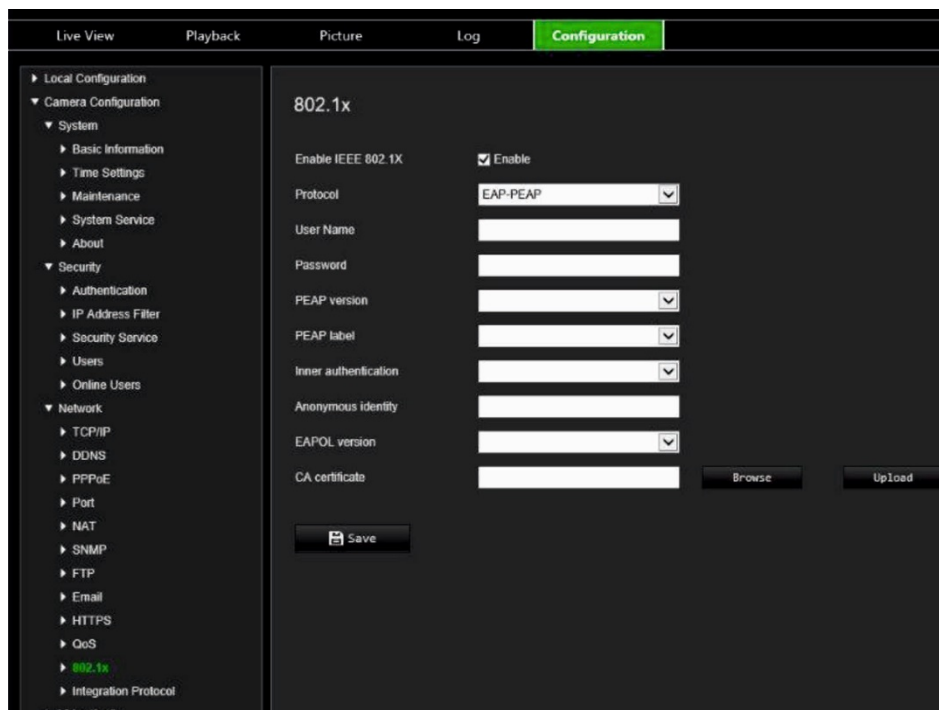 Live View Playback Picture Log Configuration
Local Configuration
Camera Configuration
System
Basic Information
Time Settings
Maintenance
System Service
About
Security
Authentication
IP Address Filter
Security Service
Users
Online Users
Network
TCP/IP
DDNS
PPPoE
Port
NAT
SNMP
FTP
Email
HTTPS
QoS
802.1x
Integration Protocol
802.1x
Enable IEEE 802.1X Enable
Protocol EAP-PEAP
User Name
Password
PEAP version
PEAP label
Inner authentication
Anonymous identity
EAPOL version
CA certificate Browse Upload
Save